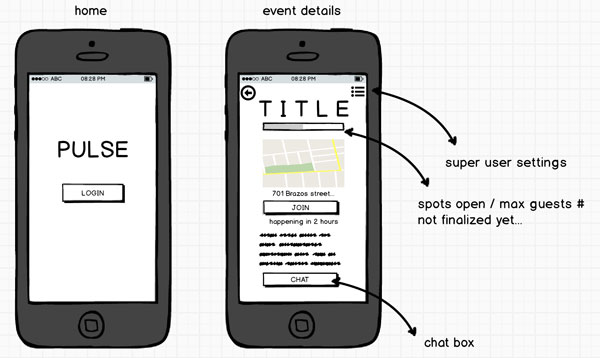 home
event details
●●●○○ ABC 08:28 PM
PULSE
LOGIN
●●●○○ ABC 08:28 PM
TITLE
701 Brazos street..
JOIN
happening in 2 hours
CHAT
super user settings
spots open / max guests #
not finalized yet...
chat box